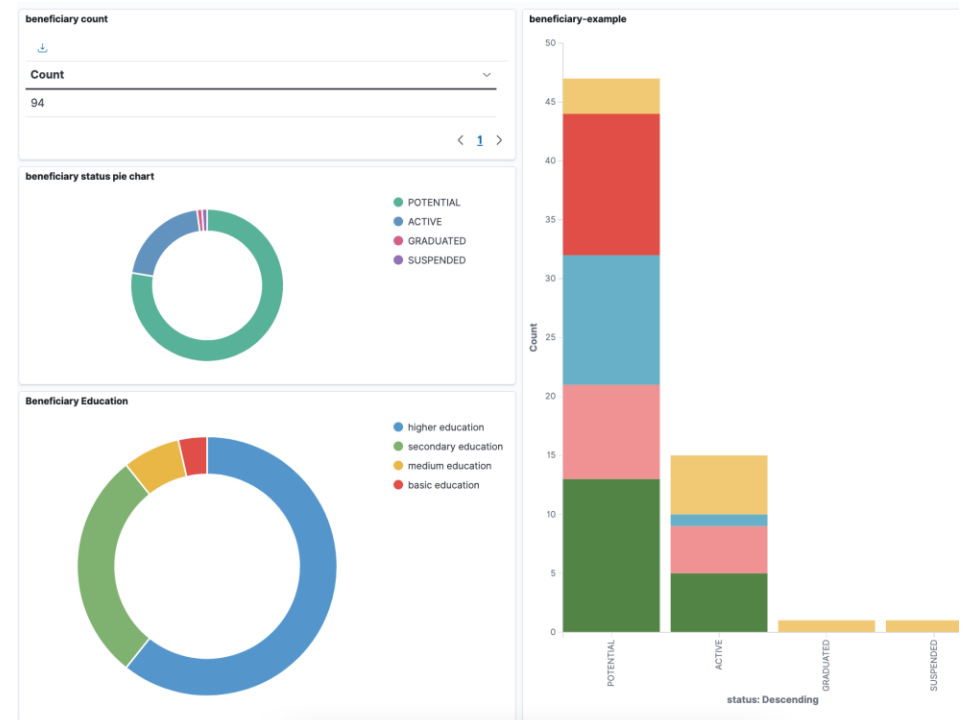 beneficiary count
Count
94
1
beneficiary status pie chart
POTENTIAL
ACTIVE
GRADUATED
SUSPENDED
Beneficiary Education
higher education
secondary education
medium education
basic education
beneficiary-example
50
45
40
35
30
25
20
15
10
5
0
Count
POTENTIAL
ACTIVE
GRADUATED
SUSPENDED
status: Descending